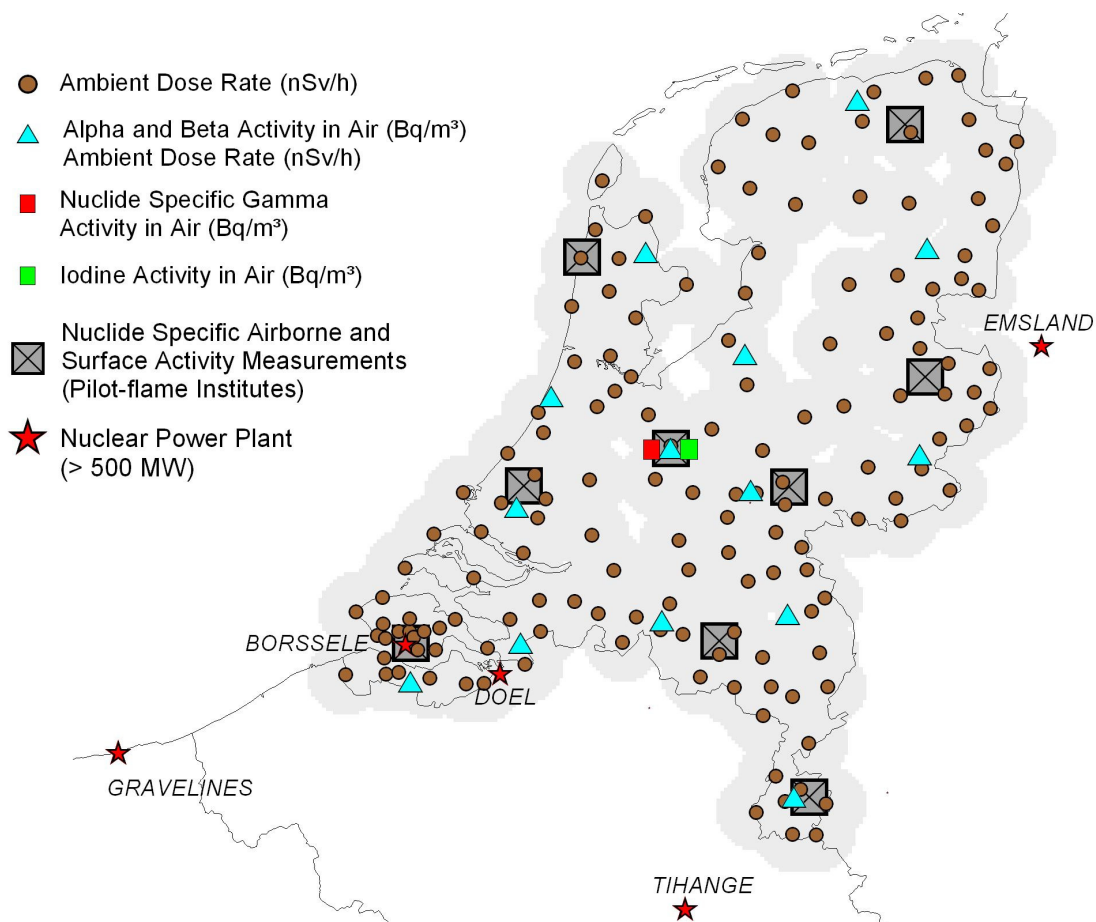 Ambient Dose Rate (nSv/h)
Alpha and Beta Activity in Air (Bq/m³)
Ambient Dose Rate (nSv/h)
Nuclide Specific Gamma
Activity in Air (Bq/m³)
Iodine Activity in Air (Bq/m³)
Nuclide Specific Airborne and
Surface Activity Measurements
(Pilot-flame Institutes)
Nuclear Power Plant
(> 500 MW)
EMSLAND
BORSSELE
DOEL
GRAVELINES
TIHANGE